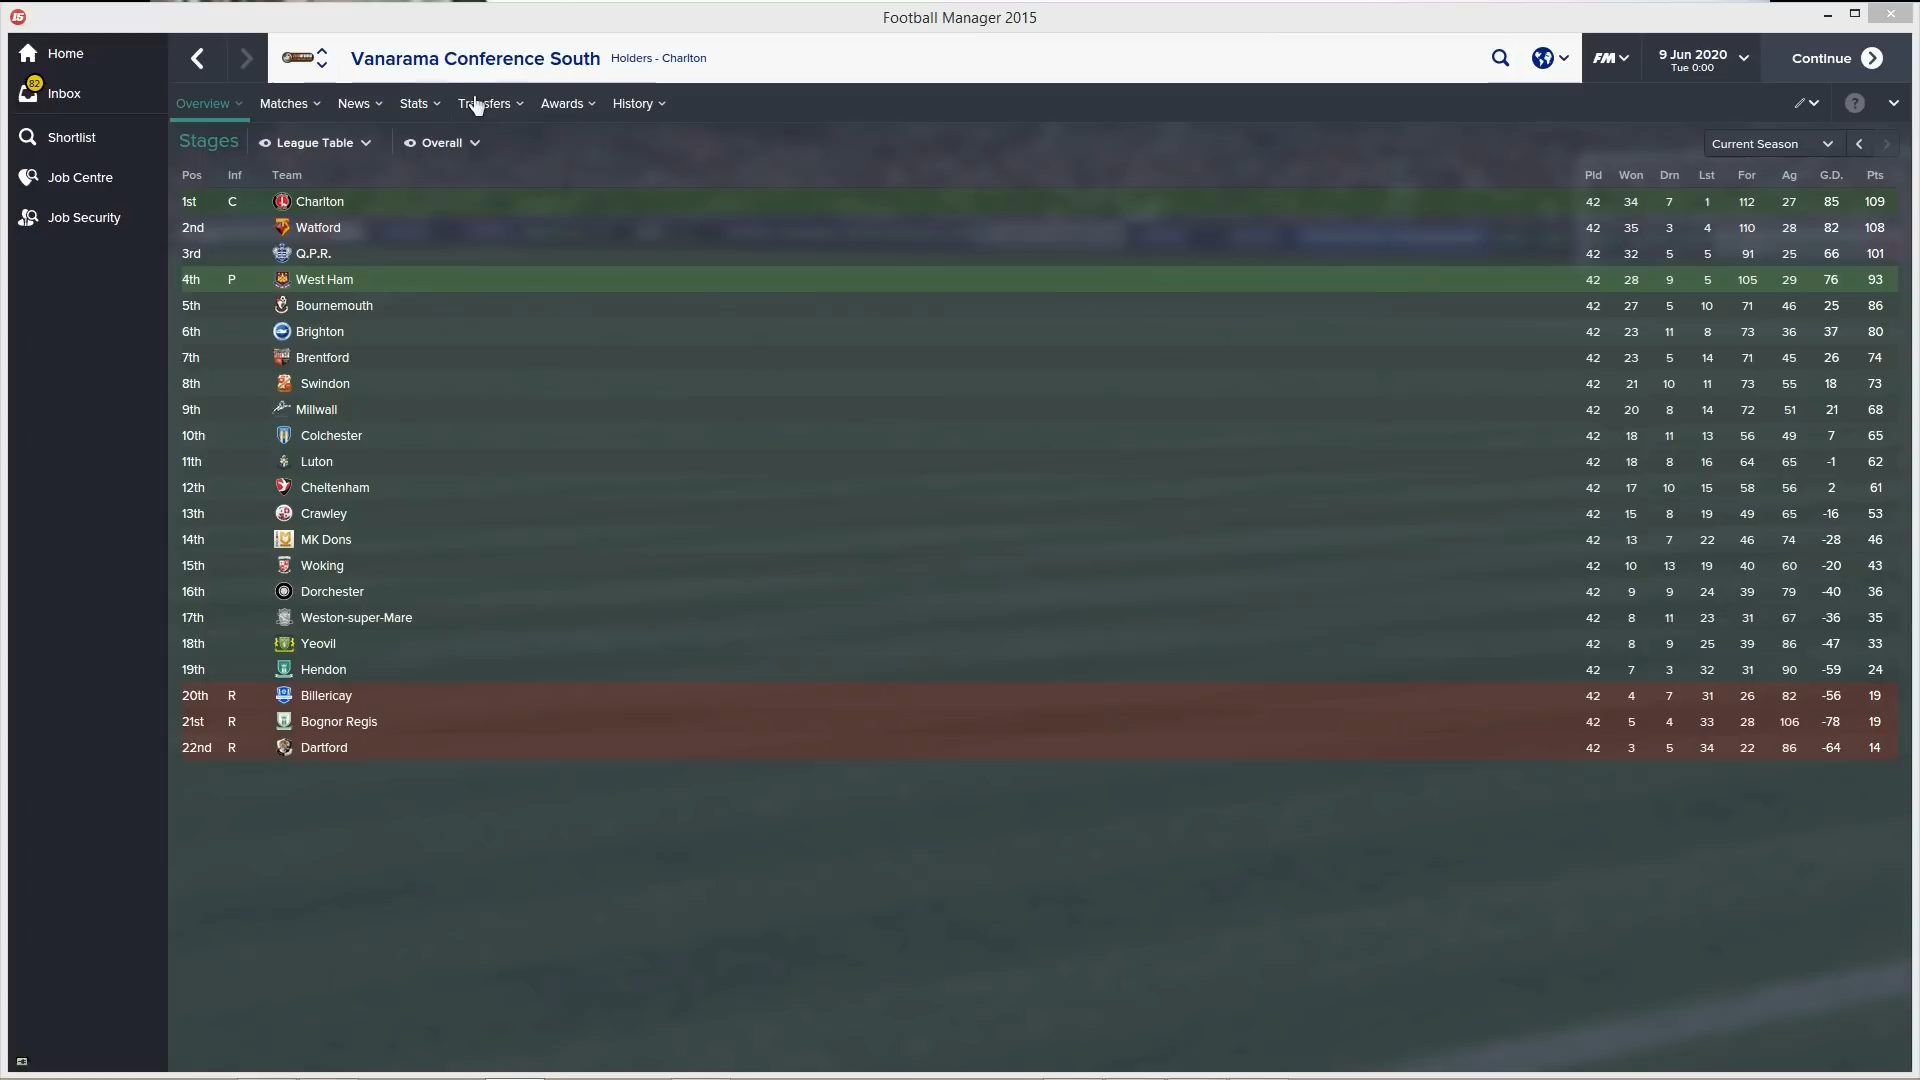 Football Manager 2015
Home
82
Inbox
Shortlist
Job Centre
Job Security
Vanarama Conference South Holders - Charlton
FM 9 Jun 2020 Tue 0:00 Continue
Overview Matches News Stats Transfers Awards History ?
Stages League Table Overall Current Season
Pos Inf Team Pld Won Drn Lst For Ag G.D. Pts
1st C Charlton 42 34 7 1 112 27 85 109
2nd Watford 42 35 3 4 110 28 82 108
3rd Q.P.R. 42 32 5 5 91 25 66 101
4th P West Ham 42 28 9 5 105 29 76 93
5th Bournemouth 42 27 5 10 71 46 25 86
6th Brighton 42 23 11 8 73 36 37 80
7th Brentford 42 23 5 14 71 45 26 74
8th Swindon 42 21 10 11 73 55 18 73
9th Millwall 42 20 8 14 72 51 21 68
10th Colchester 42 18 11 13 56 49 7 65
11th Luton 42 18 8 16 64 65 -1 62
12th Cheltenham 42 17 10 15 58 56 2 61
13th Crawley 42 15 8 19 49 65 -16 53
14th MK Dons 42 13 7 22 46 74 -28 46
15th Woking 42 10 13 19 40 60 -20 43
16th Dorchester 42 9 9 24 39 79 -40 36
17th Weston-super-Mare 42 8 11 23 31 67 -36 35
18th Yeovil 42 8 9 25 39 86 -47 33
19th Hendon 42 7 3 32 31 90 -59 24
20th R Billericay 42 4 7 31 26 82 -56 19
21st R Bognor Regis 42 5 4 33 28 106 -78 19
22nd R Dartford 42 3 5 34 22 86 -64 14